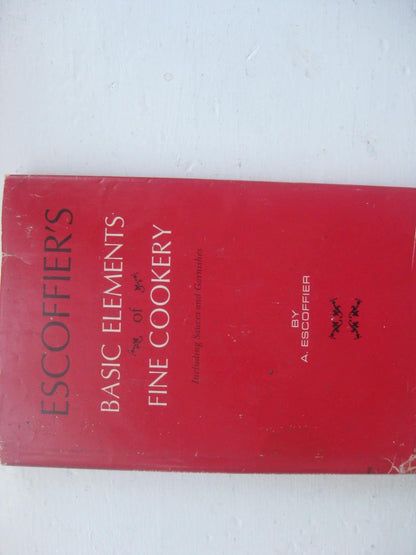 ESCOFFIER'S
BASIC ELEMENTS
of
FINE COOKERY
Including Sauces and Garnishes
BY
A. ESCOFFIER